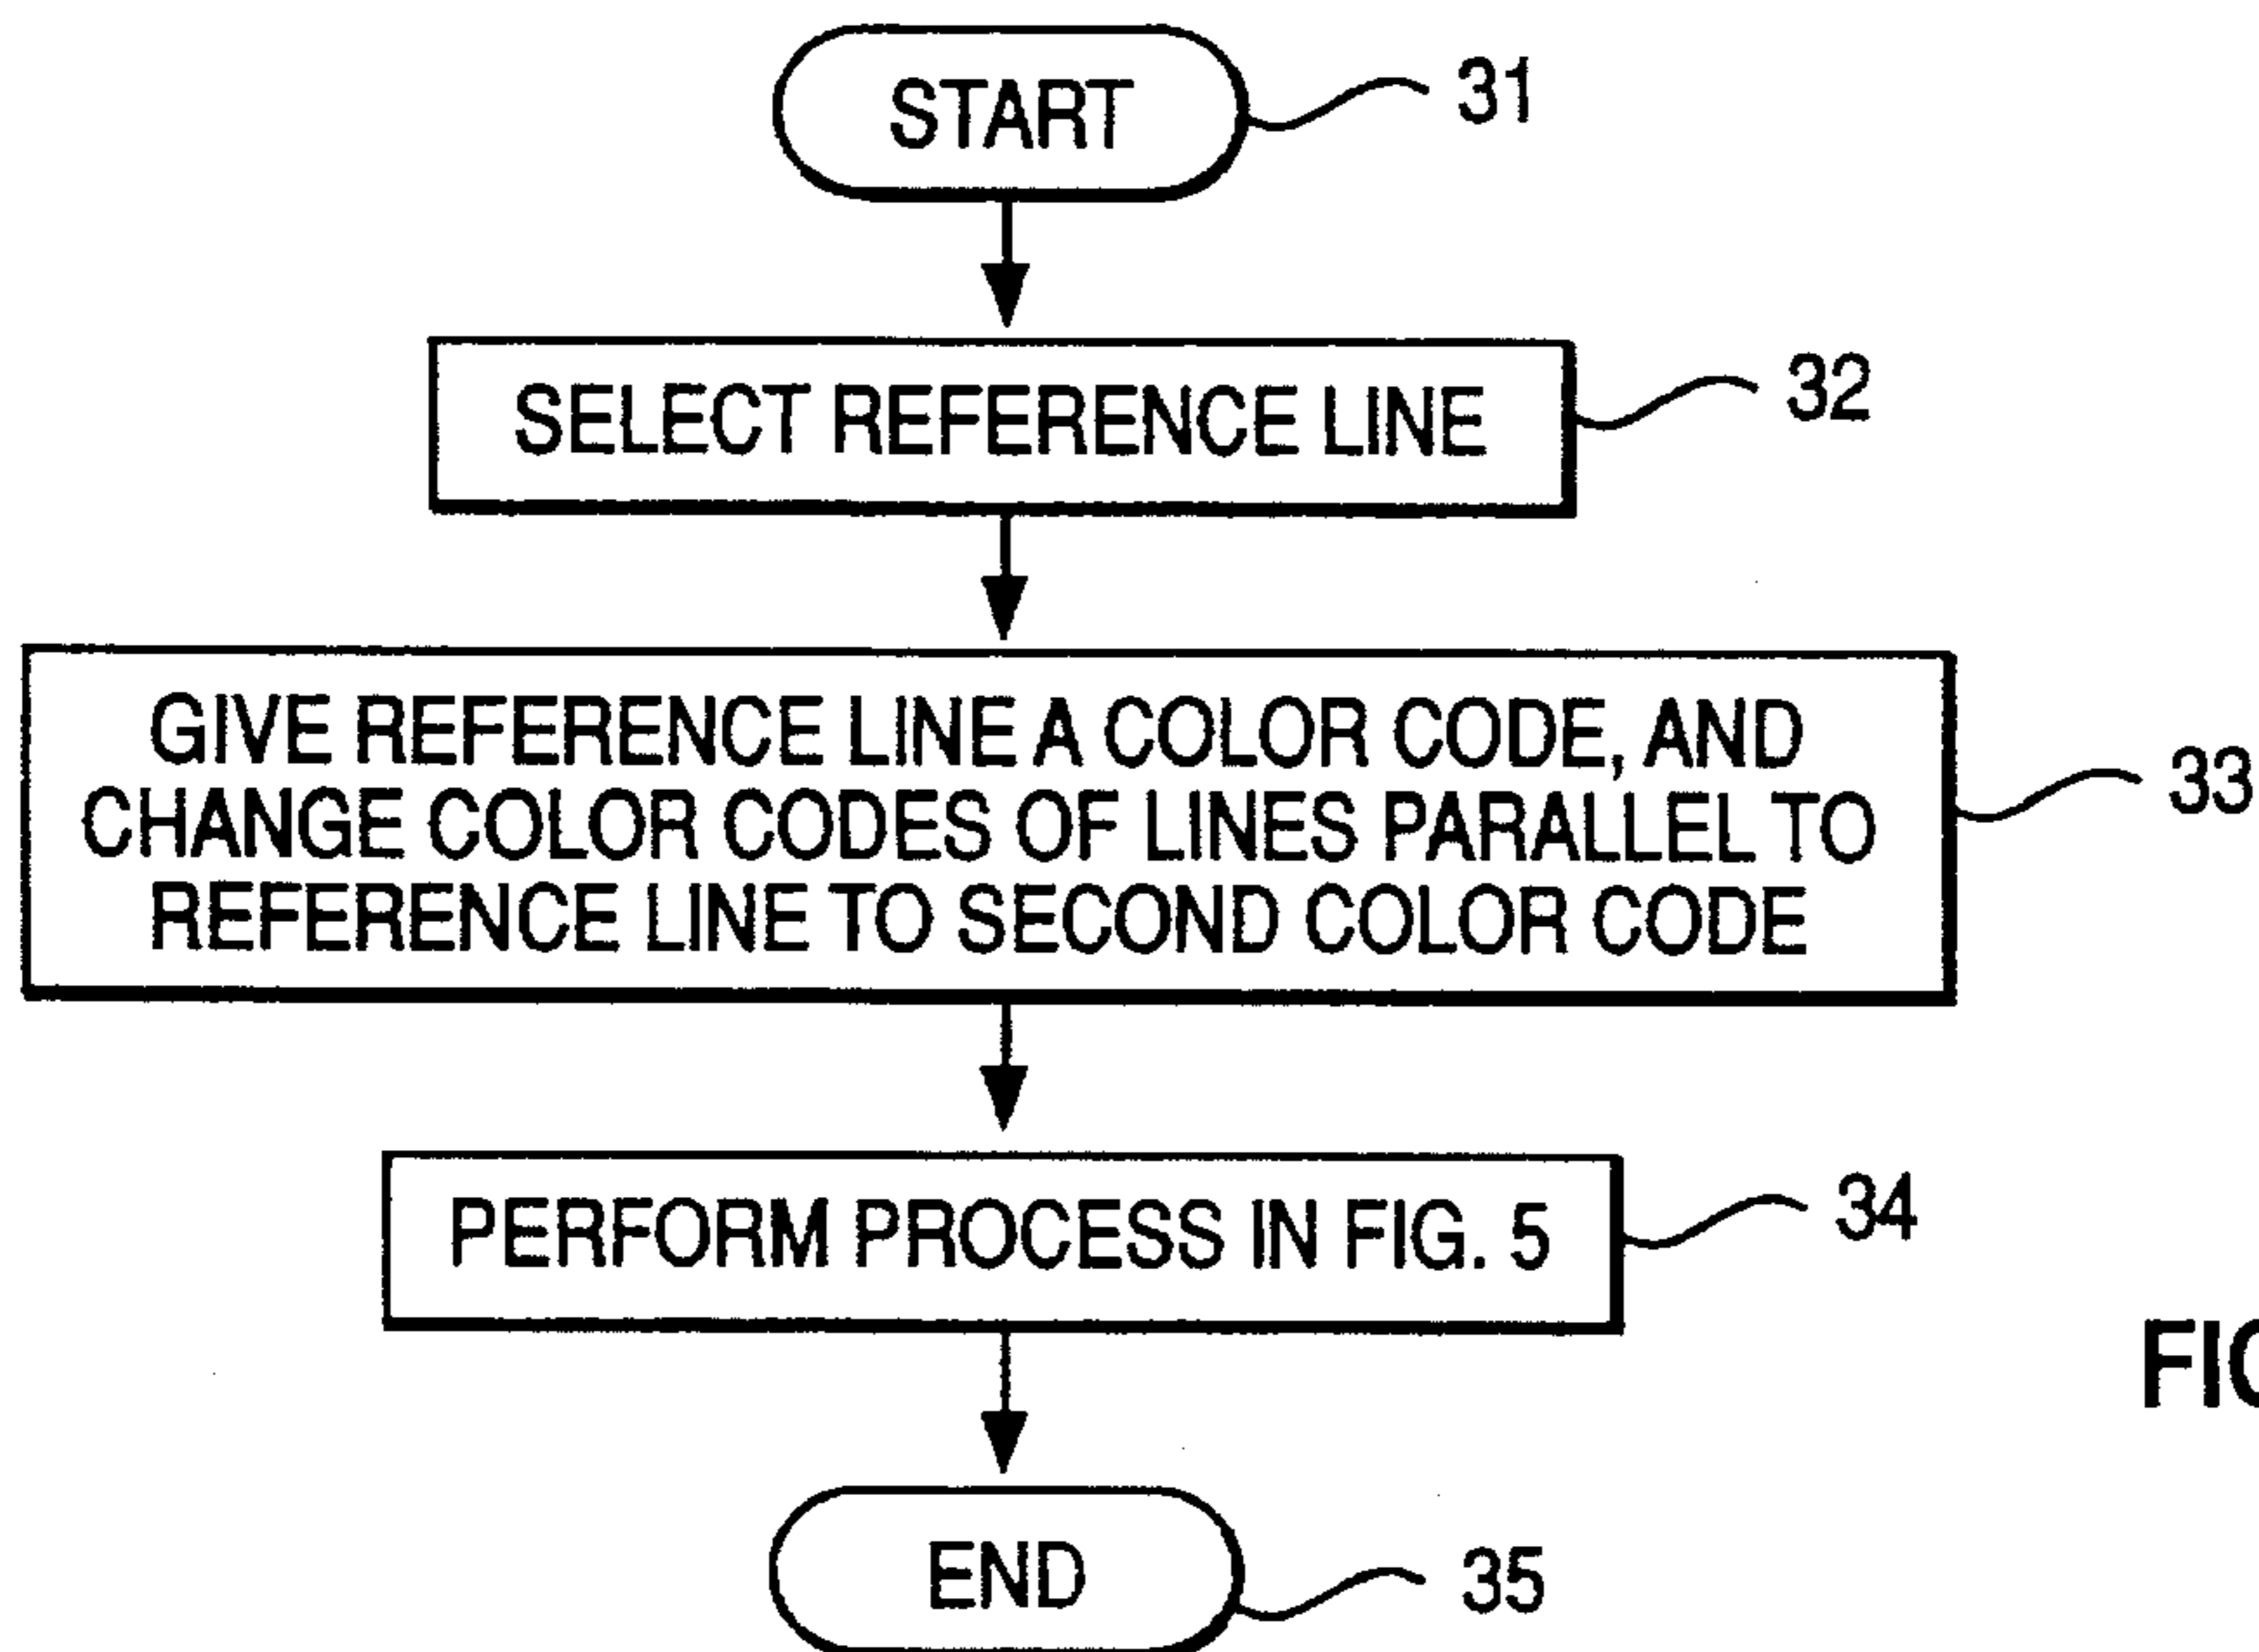 START
31
SELECT REFERENCE LINE
32
GIVE REFERENCE LINE A COLOR CODE, AND
CHANGE COLOR CODES OF LINES PARALLEL TO
REFERENCE LINE TO SECOND COLOR CODE
33
PERFORM PROCESS IN FIG. 5
34
END
35